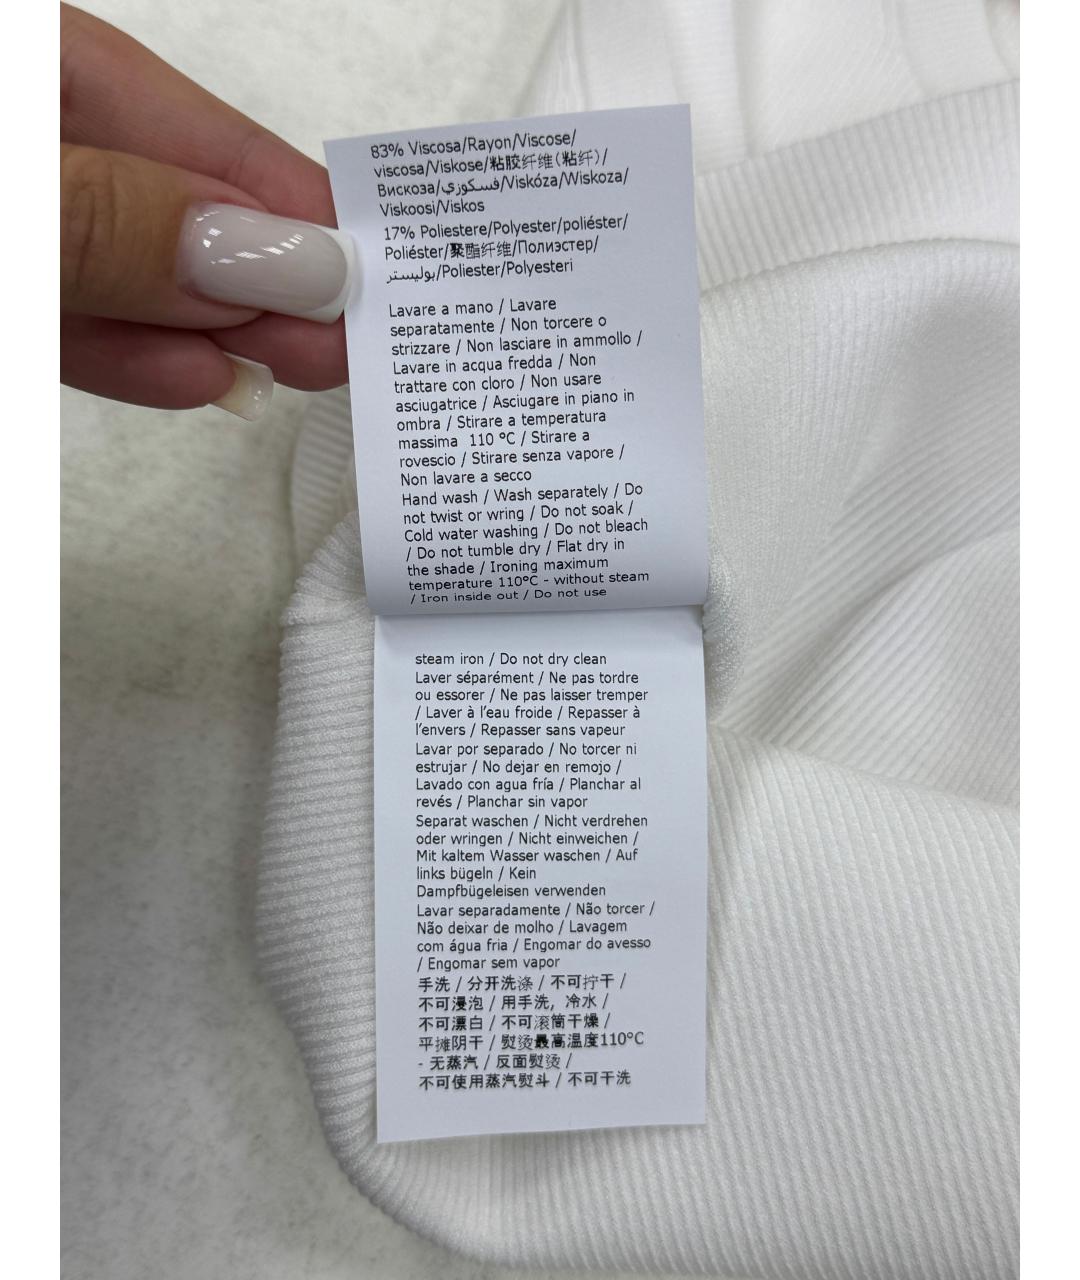 83% Viscosa/Rayon/Viscose/
viscosa/Viskose/粘胶纤维(粘纤)/
Вискоза/فسكوزي/Viskóza/Wiskoza/
Viskoosi/Viskos
17% Poliestere/Polyester/poliéster/
Poliéster/聚酯纤维/Полиэстер/
بوليستر/Poliester/Polyesteri
Lavare a mano / Lavare
separatamente / Non torcere o
strizzare / Non lasciare in ammollo /
Lavare in acqua fredda / Non
trattare con cloro / Non usare
asciugatrice / Asciugare in piano in
ombra / Stirare a temperatura
massima 110 °C / Stirare a
rovescio / Stirare senza vapore /
Non lavare a secco
Hand wash / Wash separately / Do
not twist or wring / Do not soak /
Cold water washing / Do not bleach
/ Do not tumble dry / Flat dry in
the shade / Ironing maximum
temperature 110°C - without steam
/ Iron inside out / Do not use
steam iron / Do not dry clean
Laver séparément / Ne pas tordre
ou essorer / Ne pas laisser tremper
/ Laver à l'eau froide / Repasser à
l'envers / Repasser sans vapeur
Lavar por separado / No torcer ni
estrujar / No dejar en remojo /
Lavado con agua fría / Planchar al
revés / Planchar sin vapor
Separat waschen / Nicht verdrehen
oder wringen / Nicht einweichen /
Mit kaltem Wasser waschen / Auf
links bügeln / Kein
Dampfbügeleisen verwenden
Lavar separadamente / Não torcer /
Não deixar de molho / Lavagem
com água fria / Engomar do avesso
/ Engomar sem vapor
手洗 / 分开洗涤 / 不可拧干 /
不可浸泡 / 用手洗，冷水 /
不可漂白 / 不可滚筒干燥 /
平摊阴干 / 熨烫最高温度110°C
- 无蒸汽 / 反面熨烫 /
不可使用蒸汽熨斗 / 不可干洗